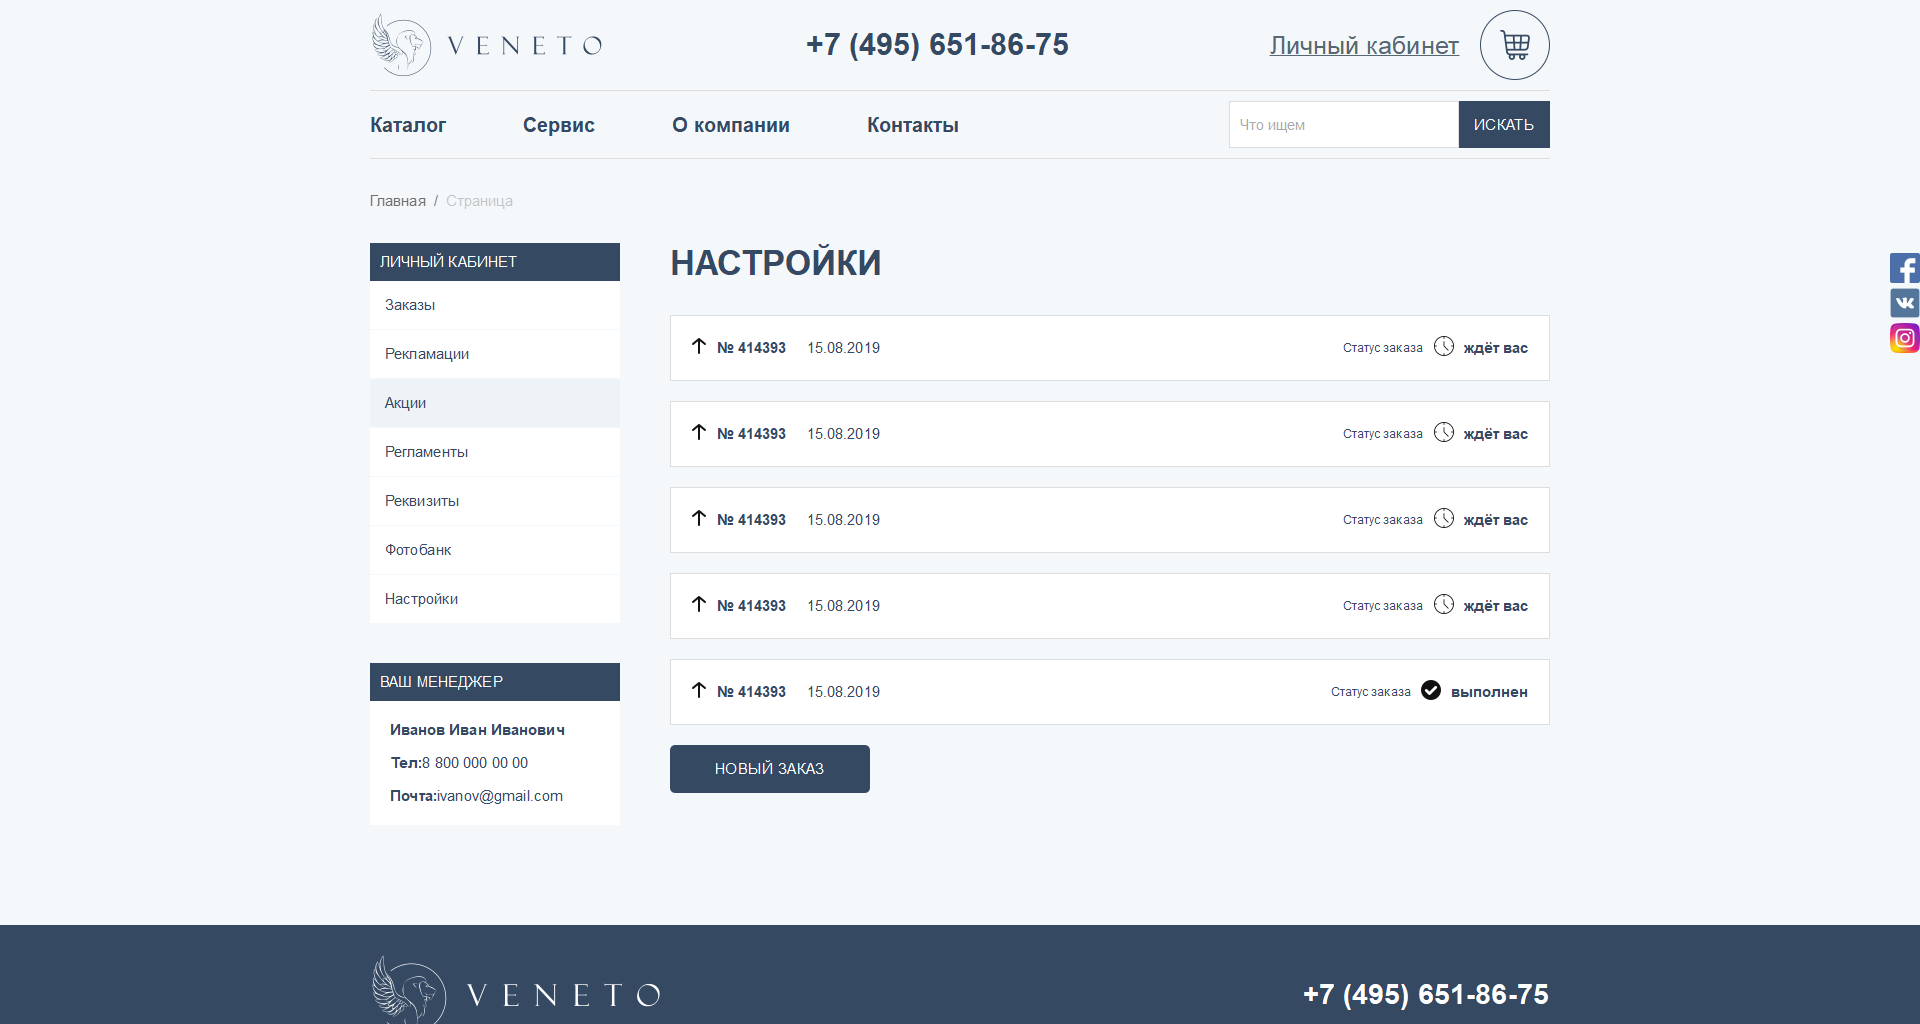 VENETO
+7 (495) 651-86-75
Личный кабинет
Каталог
Сервис
О компании
Контакты
Что ищем
ИСКАТЬ
Главная / Страница
ЛИЧНЫЙ КАБИНЕТ
Заказы
Рекламации
Акции
Регламенты
Реквизиты
Фотобанк
Настройки
ВАШ МЕНЕДЖЕР
Иванов Иван Иванович
Тел:8 800 000 00 00
Почта:ivanov@gmail.com
НАСТРОЙКИ
№ 414393 15.08.2019 Статус заказа ждёт вас
№ 414393 15.08.2019 Статус заказа ждёт вас
№ 414393 15.08.2019 Статус заказа ждёт вас
№ 414393 15.08.2019 Статус заказа ждёт вас
№ 414393 15.08.2019 Статус заказа выполнен
НОВЫЙ ЗАКАЗ
VENETO
+7 (495) 651-86-75